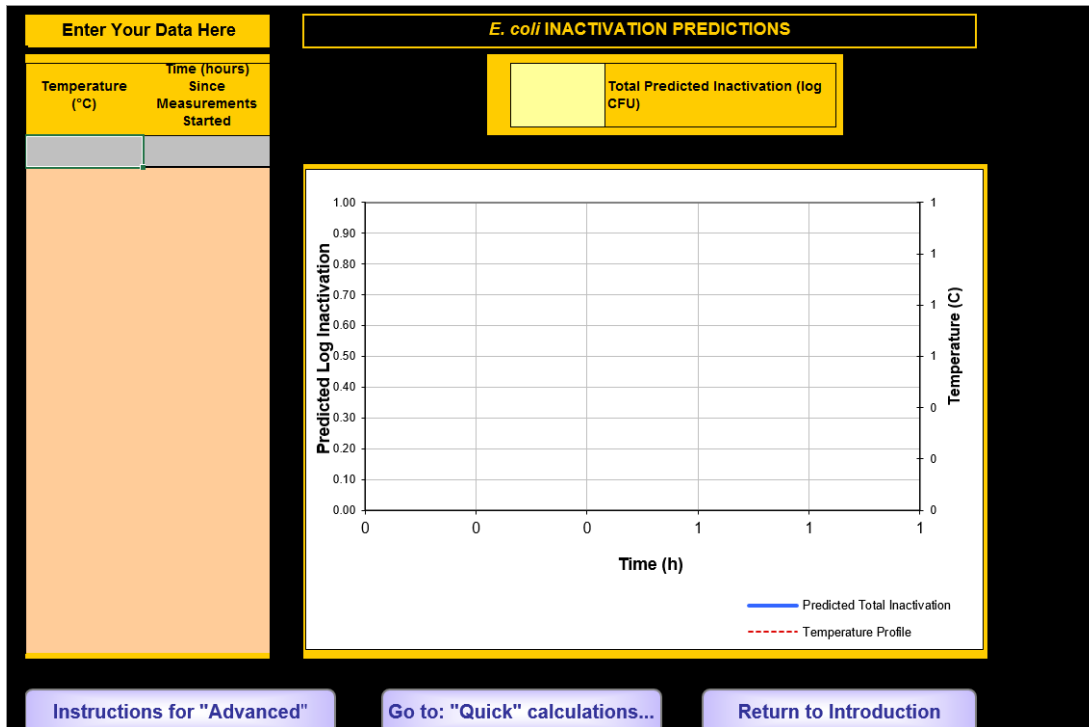 Enter Your Data Here
E. coli INACTIVATION PREDICTIONS
Temperature
(°C)
Time (hours)
Since
Measurements
Started
Total Predicted Inactivation (log
CFU)
Predicted Log Inactivation
1.00
0.90
0.80
0.70
0.60
0.50
0.40
0.30
0.20
0.10
0.00
0 0 0 1 1 1
Time (h)
1
1
1
1
0
0
0
Temperature (C)
Predicted Total Inactivation
Temperature Profile
Instructions for "Advanced"
Go to: "Quick" calculations...
Return to Introduction